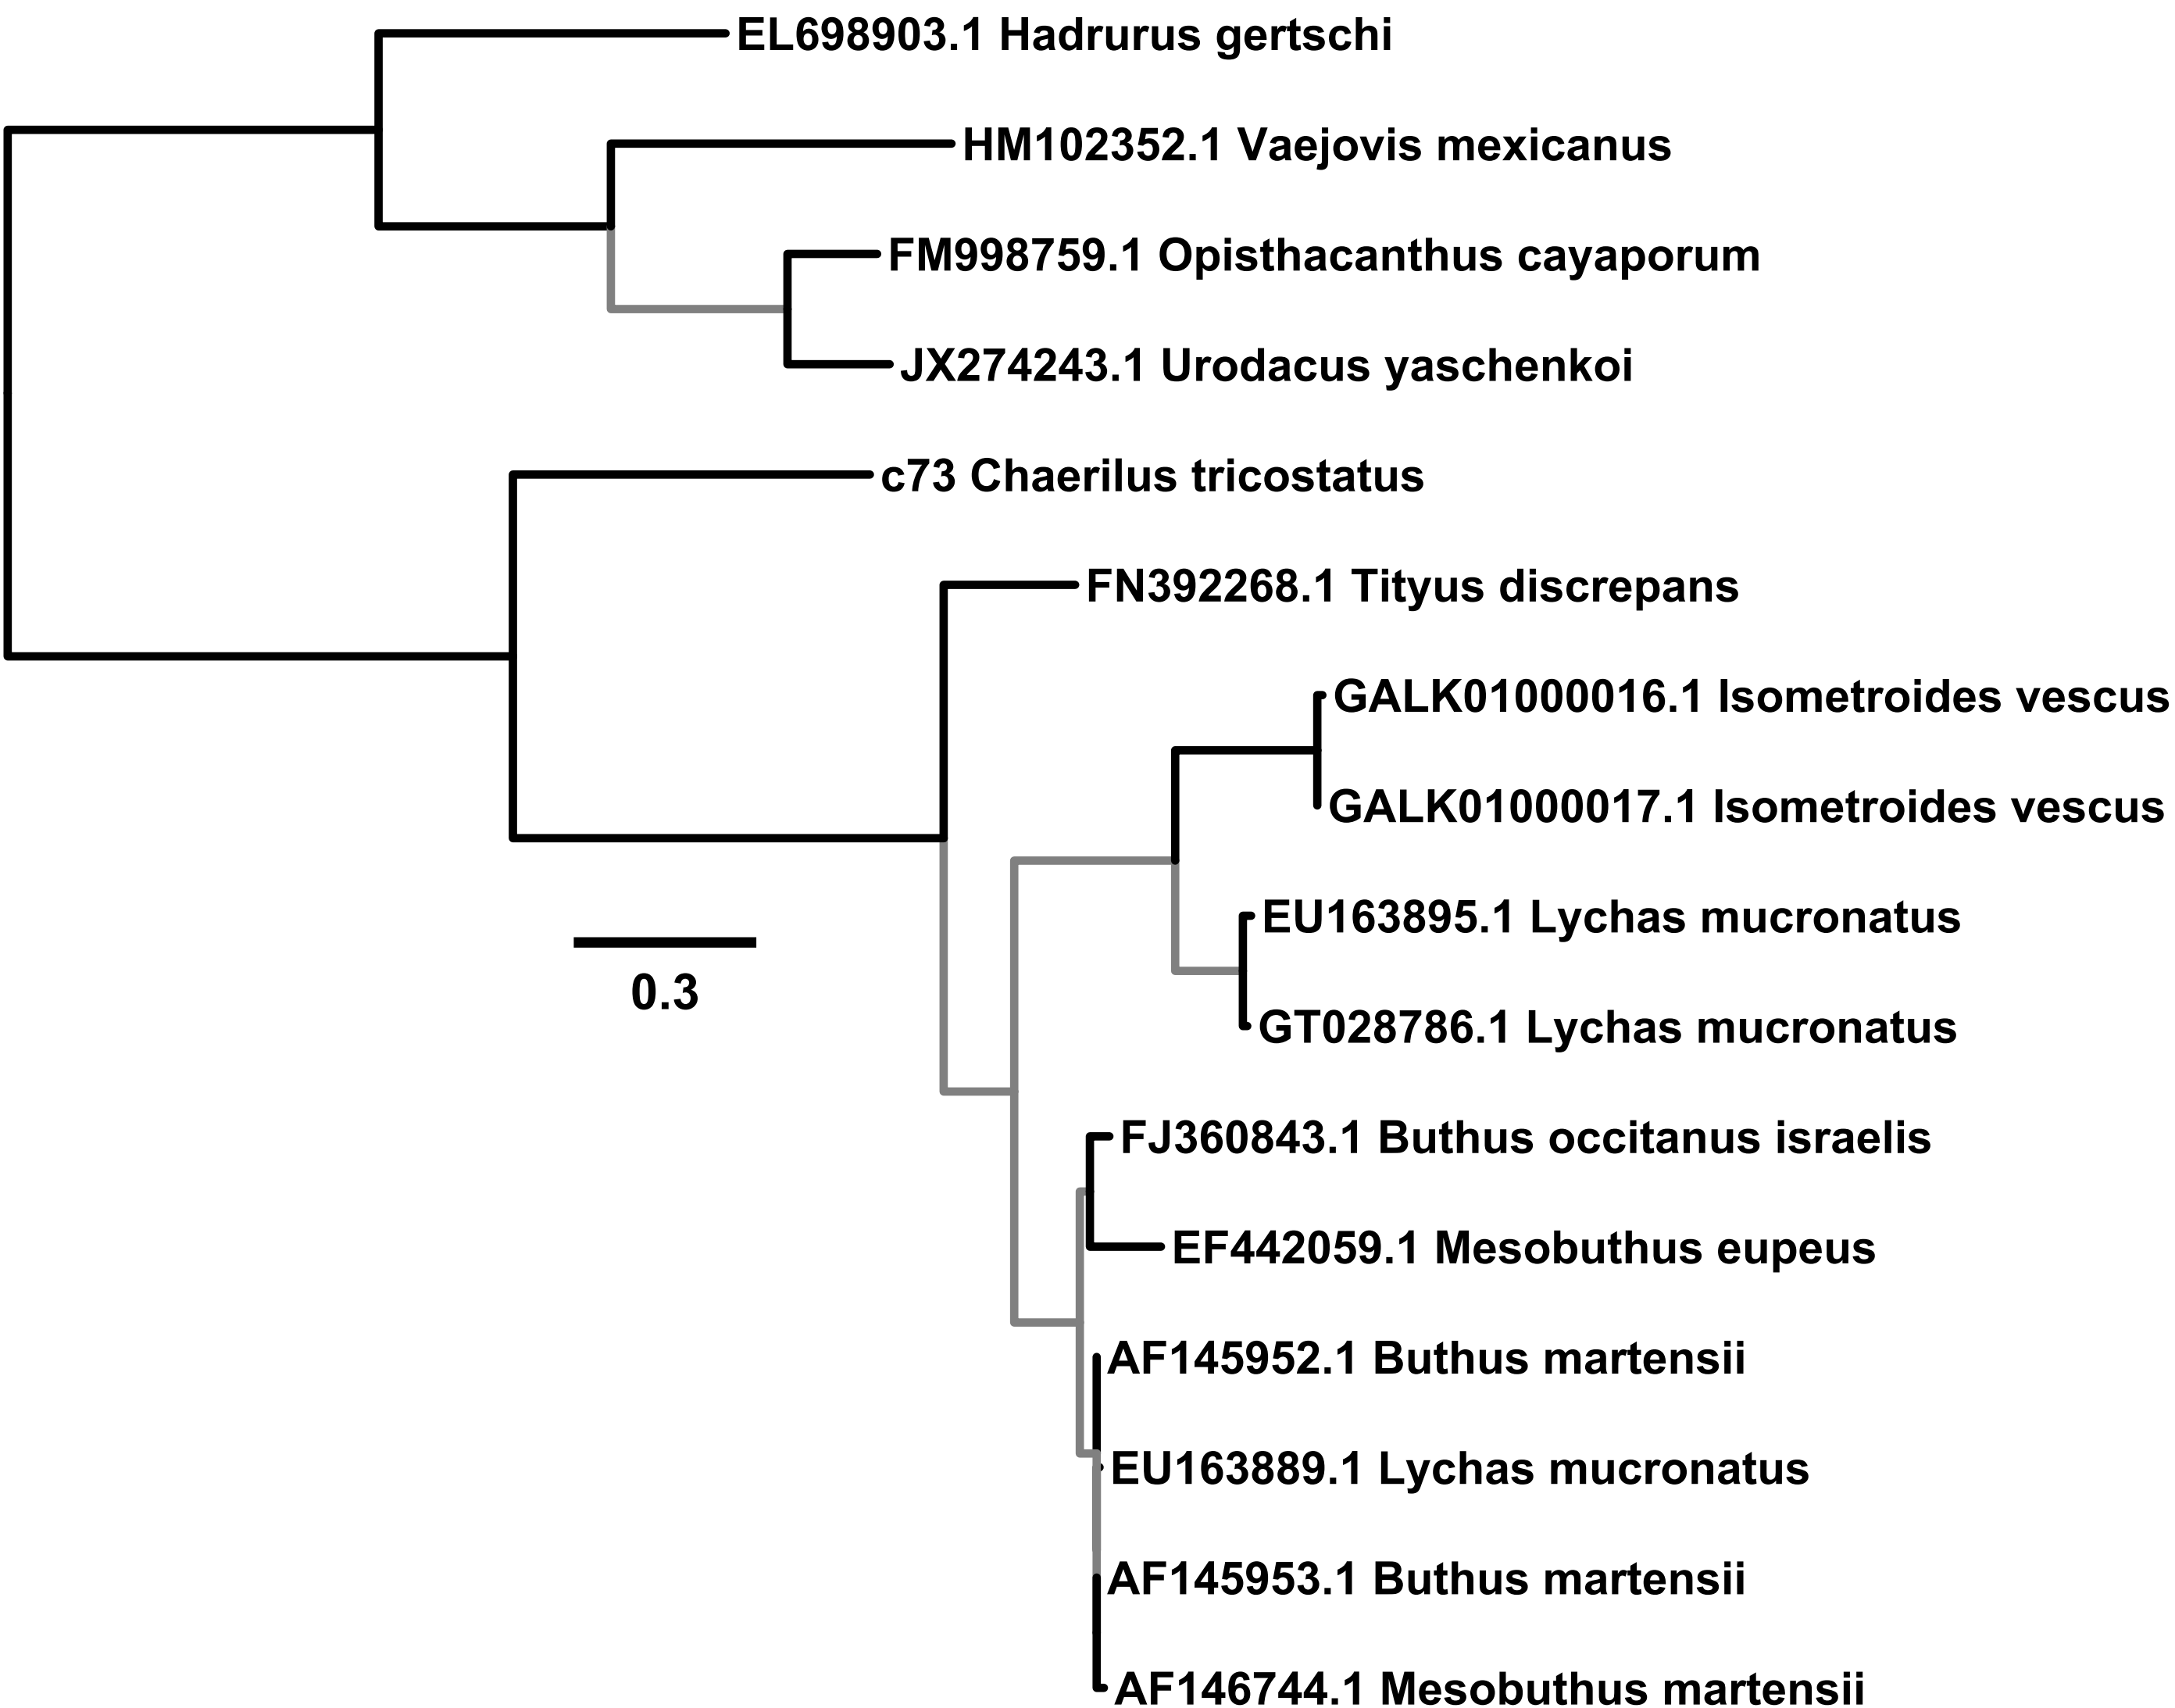 EL698903.1 Hadrurus gertschi
HM102352.1 Vaejovis mexicanus
FM998759.1 Opisthacanthus cayaporum
JX274243.1 Urodacus yaschenkoi
c73 Chaerilus tricostatus
FN392268.1 Tityus discrepans
GALK01000016.1 Isometroides vescus
GALK01000017.1 Isometroides vescus
EU163895.1 Lychas mucronatus
0.3
GT028786.1 Lychas mucronatus
FJ360843.1 Buthus occitanus israelis
EF442059.1 Mesobuthus eupeus
AF145952.1 Buthus martensii
EU163889.1 Lychas mucronatus
AF145953.1 Buthus martensii
AF146744.1 Mesobuthus martensii